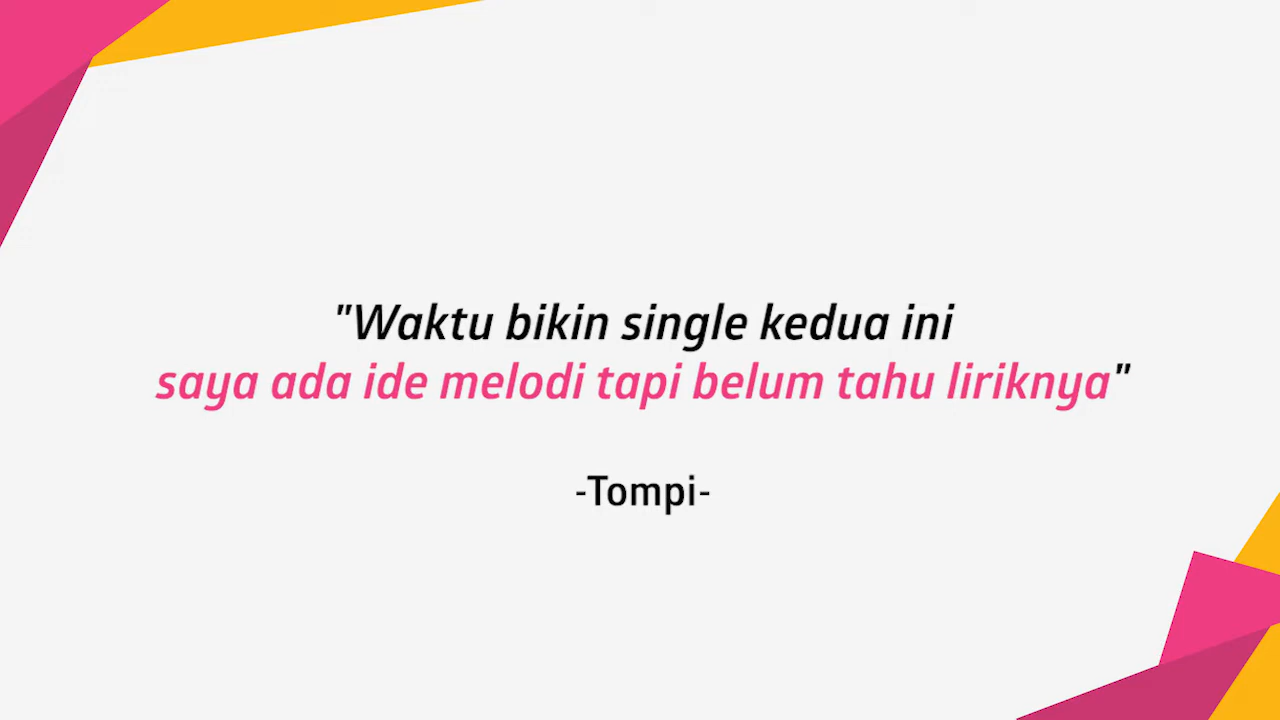 "Waktu bikin single kedua ini
saya ada ide melodi tapi belum tahu liriknya"
-Tompi-